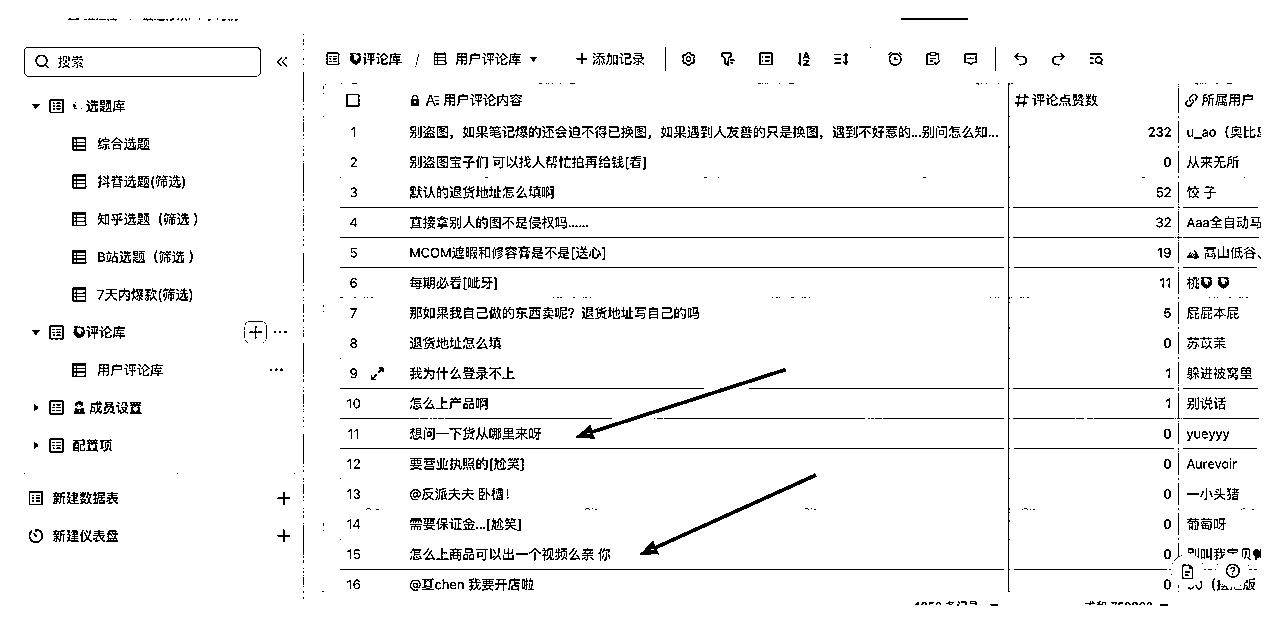 搜索
评论库 / 用户评论库 添加记录
选题库
综合选题
抖音选题(筛选)
知乎选题（筛选）
B站选题（筛选）
7天内爆款(筛选)
评论库
用户评论库
成员设置
配置项
新建数据表
新建仪表盘
用户评论内容 # 评论点赞数 所属用户
1 别盗图，如果笔记爆的还会迫不得已换图，如果遇到人友善的只是换图，遇到不好惹的...别问怎么知... 232 u_ao（奥比
2 别盗图宝子们 可以找人帮忙拍再给钱[看] 0 从来无所
3 默认的退货地址怎么填啊 52 饺 子
4 直接拿别人的图不是侵权吗...... 32 Aaa全自动马
5 MCOM遮暇和修容膏是不是[送心] 19 高山低谷、
6 每期必看[呲牙] 11 桃
7 那如果我自己做的东西卖呢？退货地址写自己的吗 5 屁屁本屁
8 退货地址怎么填 0 苏苡茉
9 我为什么登录不上 1 躲进被窝里
10 怎么上产品啊 1 别说话
11 想问一下货从哪里来呀 0 yueyyy
12 要营业执照的[尬笑] 0 Aurevoir
13 @反派夫夫 卧槽！ 0 一小头猪
14 需要保证金...[尬笑] 0 葡萄呀
15 怎么上商品可以出一个视频么亲 你 0 别叫我宝贝
16 @夏chen 我要开店啦 0